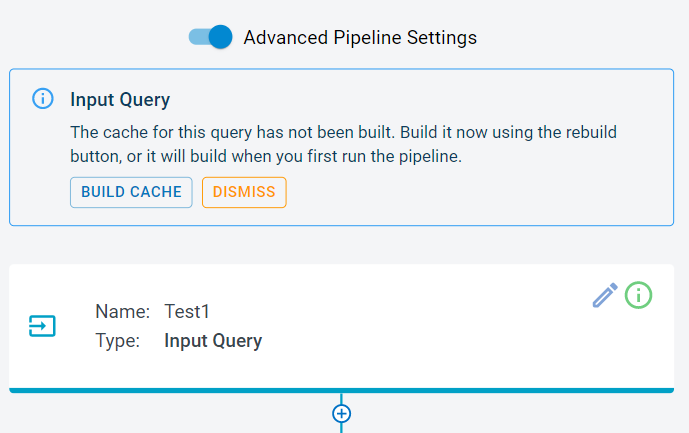 Advanced Pipeline Settings
Input Query
The cache for this query has not been built. Build it now using the rebuild
button, or it will build when you first run the pipeline.
BUILD CACHE DISMISS
Name: Test1
Type: Input Query